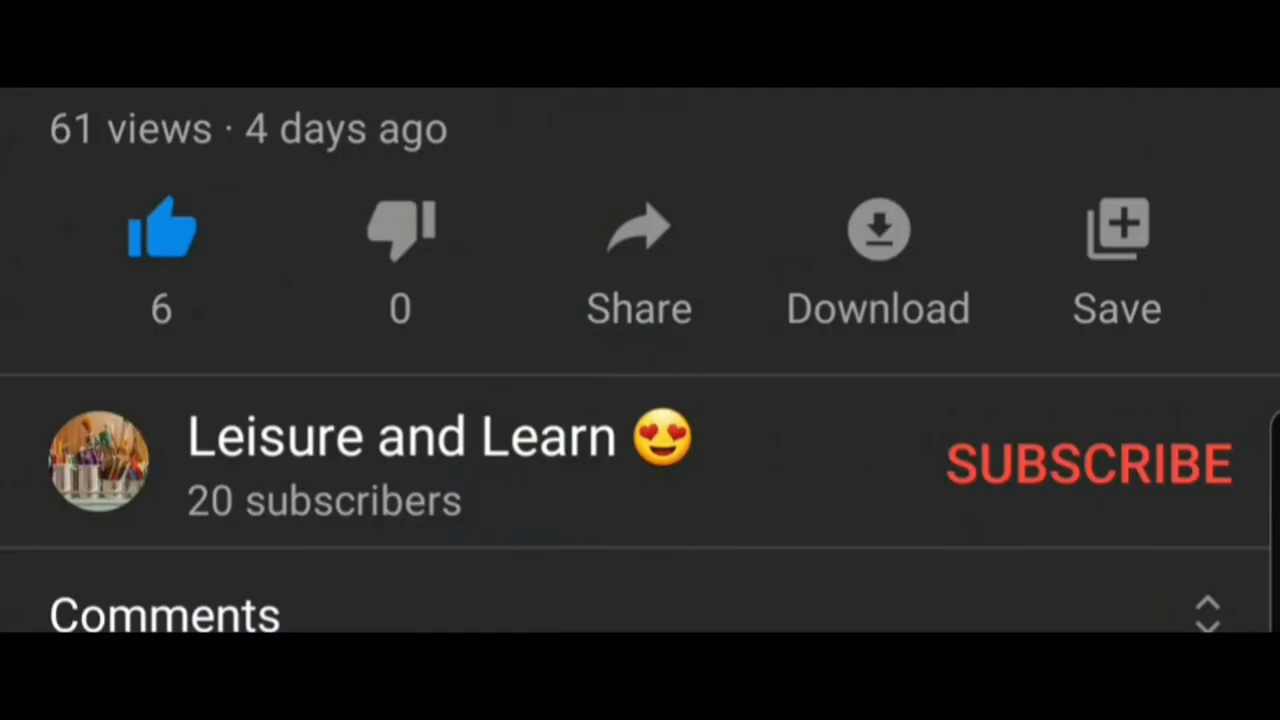 61 views · 4 days ago
6 0 Share Download Save
Leisure and Learn 😍
20 subscribers
SUBSCRIBE
Comments